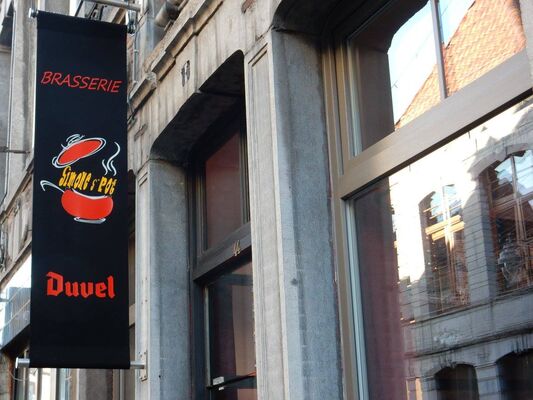 BRASSERIE
Simone s' Pot
Duvel